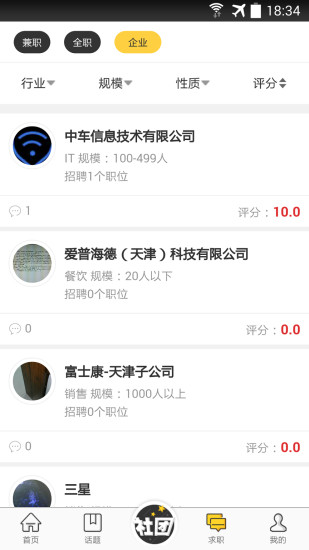 18:34
兼职 全职 企业
行业 规模 性质 评分
中车信息技术有限公司
IT 规模：100-499人
招聘1个职位
1 评分：10.0
爱普海德（天津）科技有限公司
餐饮 规模：20人以下
招聘0个职位
0 评分：0.0
富士康-天津子公司
销售 规模：1000人以上
招聘0个职位
0 评分：0.0
三星
首页 话题 社团 求职 我的